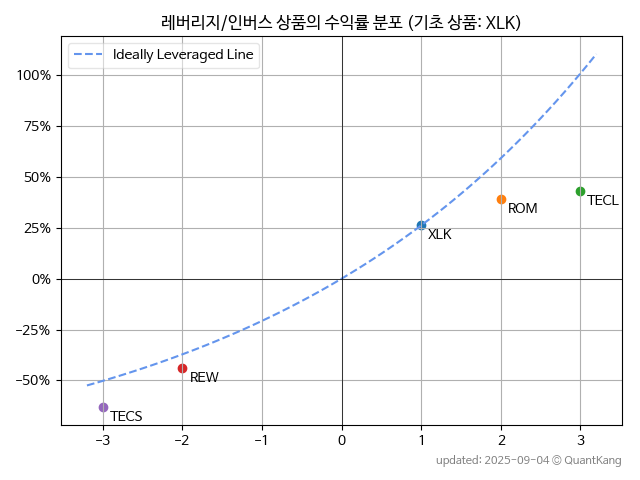 레버리지/인버스 상품의 수익률 분포 (기초 상품: XLK)
Ideally Leveraged Line
100%
75%
50%
25%
0%
−25%
−50%
TECL
ROM
XLK
REW
TECS
−3 −2 −1 0 1 2 3
updated: 2025-09-04 © QuantKang